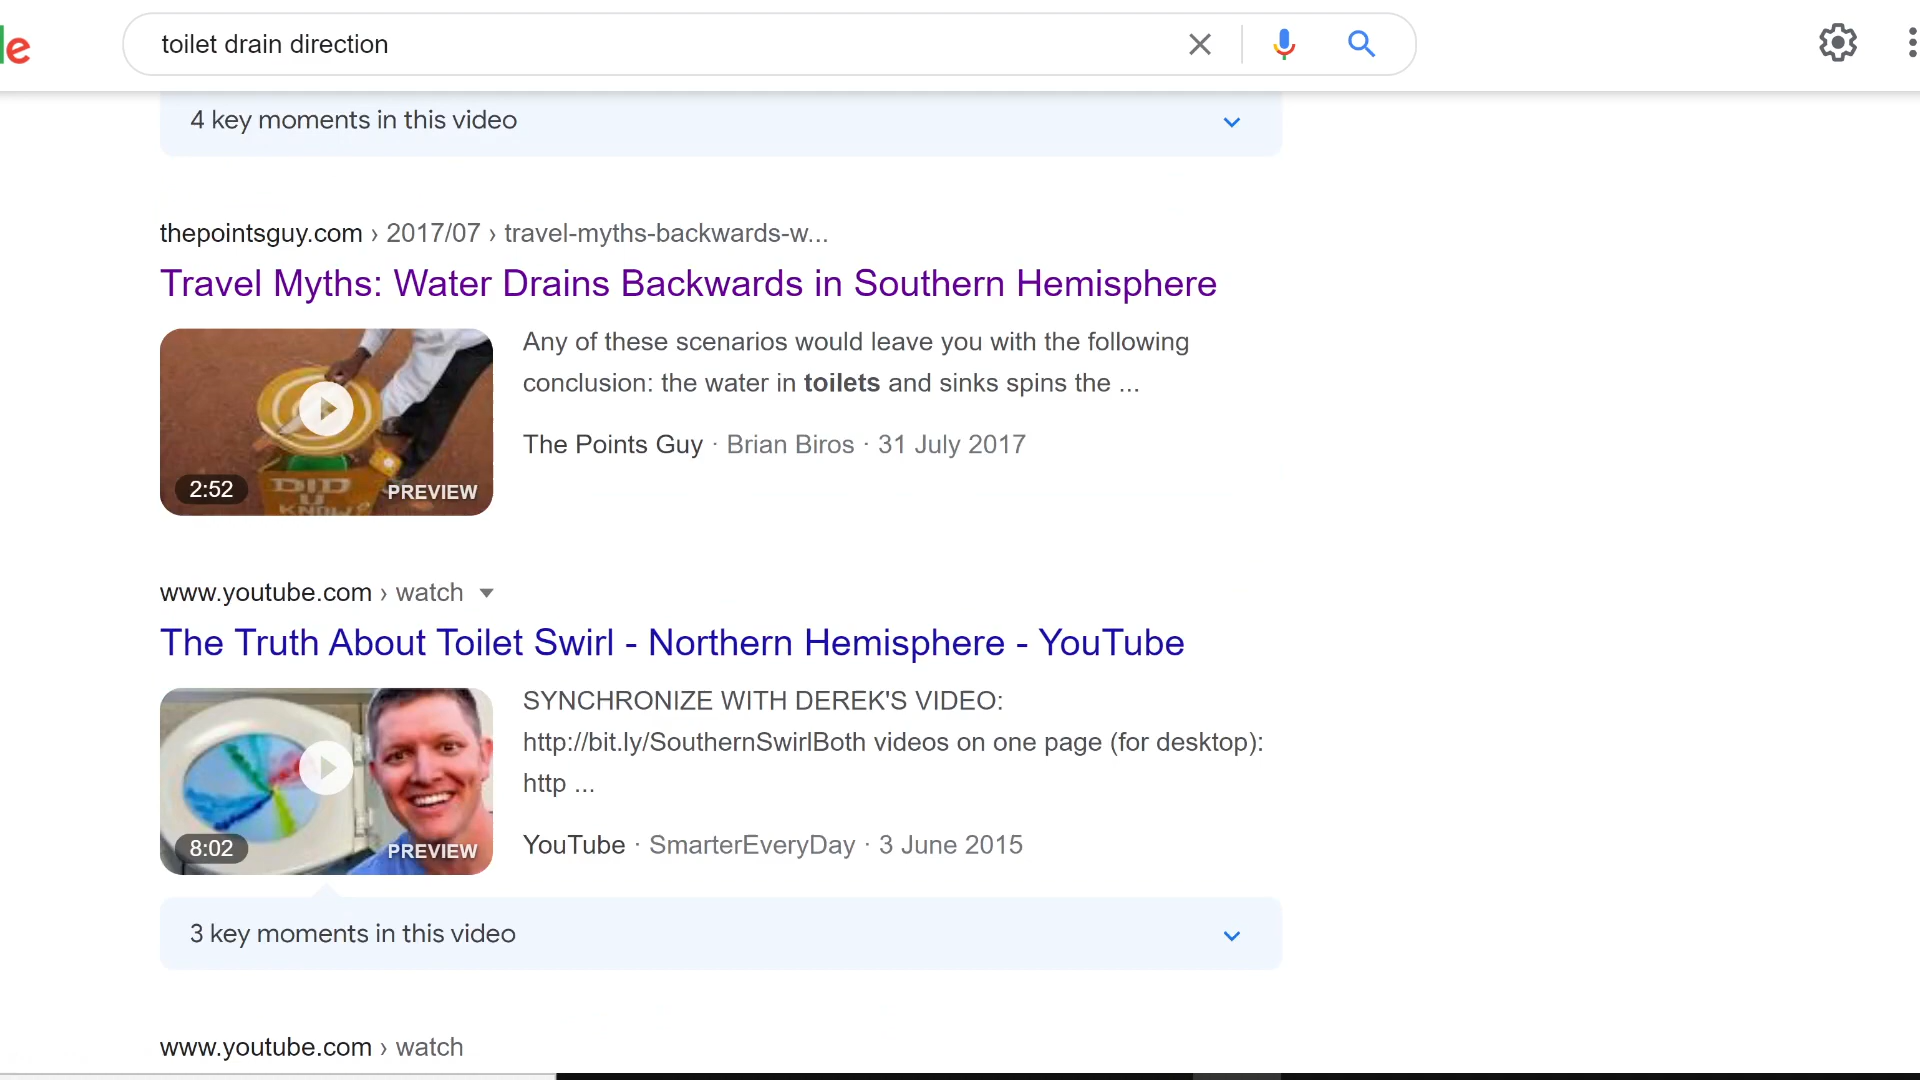 e
toilet drain direction
4 key moments in this video
thepointsguy.com › 2017/07 › travel-myths-backwards-w...
Travel Myths: Water Drains Backwards in Southern Hemisphere
Any of these scenarios would leave you with the following
conclusion: the water in toilets and sinks spins the ...
The Points Guy · Brian Biros · 31 July 2017
DID
U
KNOW?
2:52
PREVIEW
www.youtube.com › watch
The Truth About Toilet Swirl - Northern Hemisphere - YouTube
SYNCHRONIZE WITH DEREK'S VIDEO:
http://bit.ly/SouthernSwirlBoth videos on one page (for desktop):
http ...
YouTube · SmarterEveryDay · 3 June 2015
8:02
PREVIEW
3 key moments in this video
www.youtube.com › watch